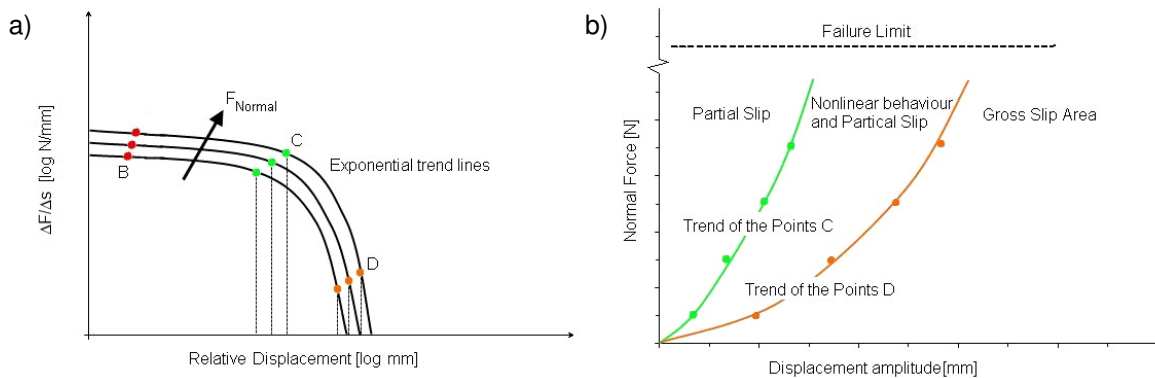 a)
ΔF/Δs [log N/mm]
F Normal
B
C
D
Exponential trend lines
Relative Displacement [log mm]
b)
Failure Limit
Normal Force [N]
Partial Slip
Nonlinear behaviour
and Partical Slip
Gross Slip Area
Trend of the Points C
Trend of the Points D
Displacement amplitude[mm]